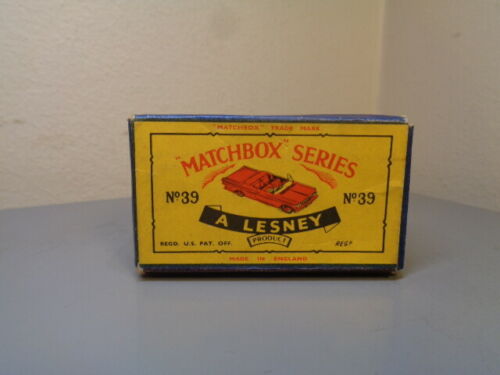 "MATCHBOX" TRADE MARK
"MATCHBOX" SERIES
Nº39 Nº39
A LESNEY
PRODUCT
REGD. U.S. PAT. OFF. REGD
MADE IN ENGLAND